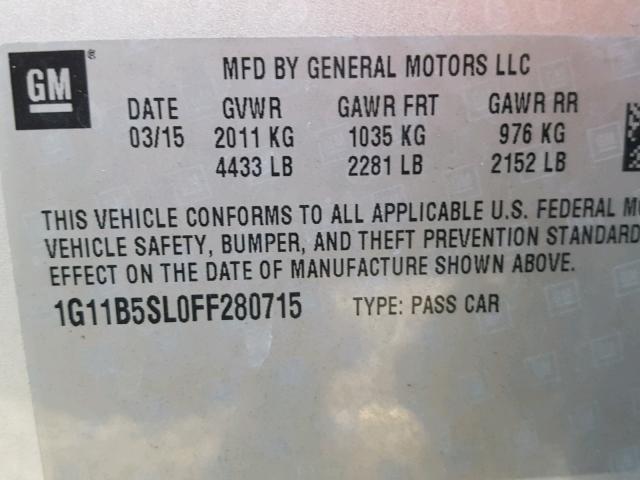 GM ®
MFD BY GENERAL MOTORS LLC
DATE GVWR GAWR FRT GAWR RR
03/15 2011 KG 1035 KG 976 KG
4433 LB 2281 LB 2152 LB
THIS VEHICLE CONFORMS TO ALL APPLICABLE U.S. FEDERAL
VEHICLE SAFETY, BUMPER, AND THEFT PREVENTION STANDARD
EFFECT ON THE DATE OF MANUFACTURE SHOWN ABOVE.
1G11B5SL0FF280715 TYPE: PASS CAR